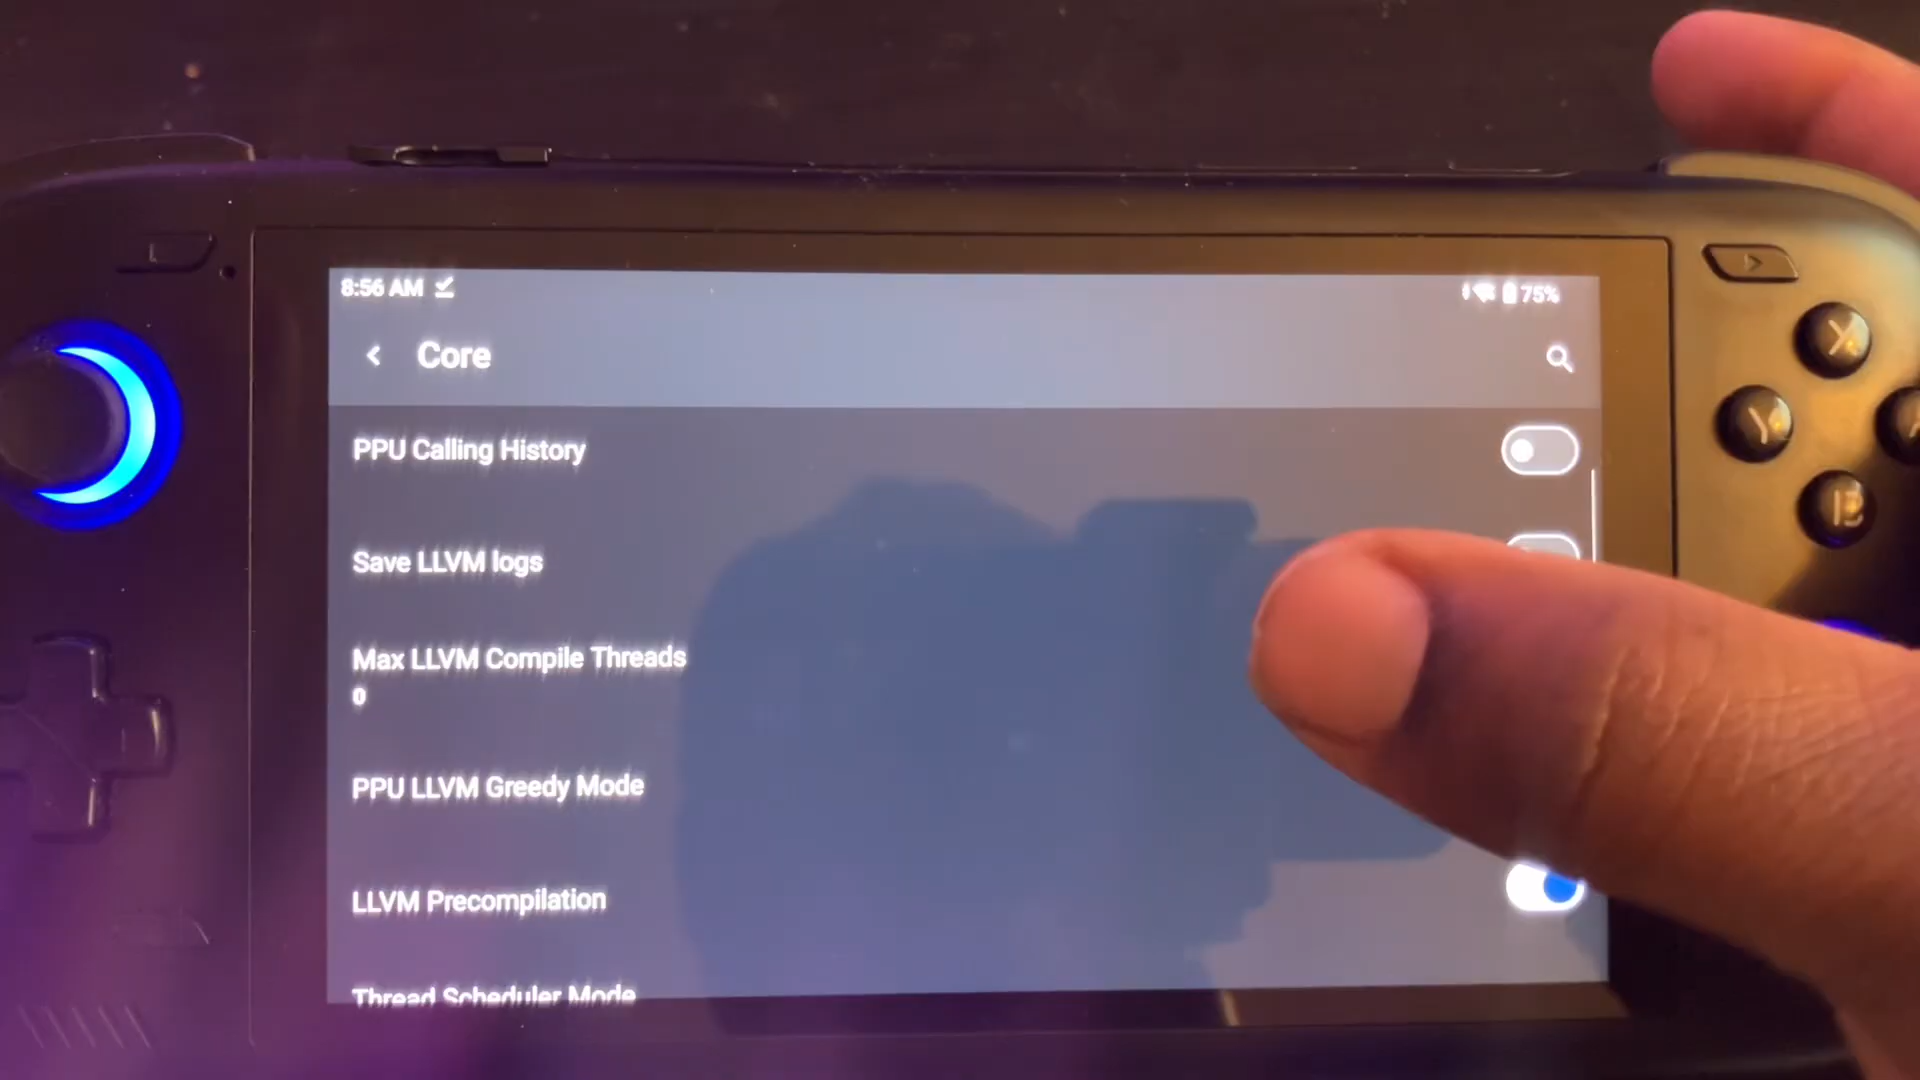 8:56 AM
75%
Core
PPU Calling History
Save LLVM logs
Max LLVM Compile Threads
0
PPU LLVM Greedy Mode
LLVM Precompilation
Thread Scheduler Mode
X
Y
B